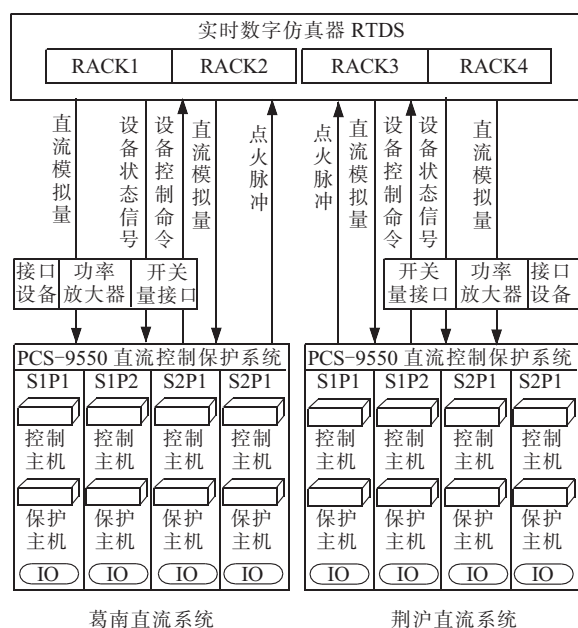 实时数字仿真器 RTDS
RACK1 RACK2 RACK3 RACK4
直流模拟量
设备状态信号
设备控制命令
直流模拟量
点火脉冲
点火脉冲
直流模拟量
设备控制命令
设备状态信号
直流模拟量
接口设备
功率放大器
开关量接口
开关量接口
功率放大器
接口设备
PCS-9550 直流控制保护系统
S1P1 S1P2 S2P1 S2P1
控制主机 控制主机 控制主机 控制主机
保护主机 保护主机 保护主机 保护主机
IO IO IO IO
葛南直流系统
PCS-9550 直流控制保护系统
S1P1 S1P2 S2P1 S2P1
控制主机 控制主机 控制主机 控制主机
保护主机 保护主机 保护主机 保护主机
IO IO IO IO
荆沪直流系统